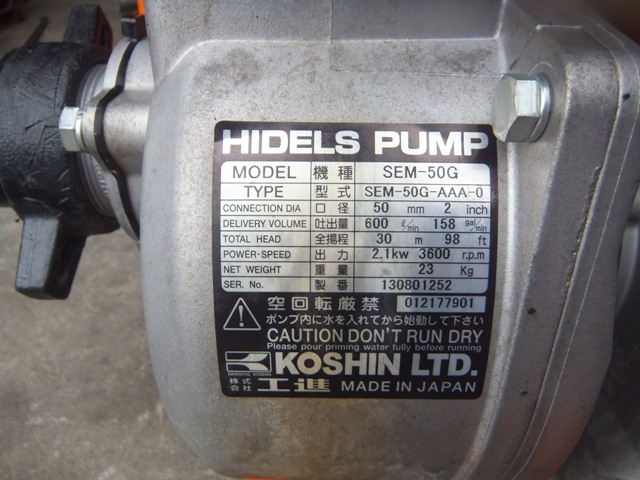 HIDELS PUMP
MODEL 機種 SEM-50G
TYPE 型式 SEM-50G-AAA-0
CONNECTION DIA 口径 50 mm 2 inch
DELIVERY VOLUME 吐出量 600 ℓ/min 158 gal/min
TOTAL HEAD 全揚程 30 m 98 ft
POWER·SPEED 出力 2.1kw 3600 r.p.m
NET WEIGHT 重量 23 Kg
SER. No. 製番 130801252
012177901
空回転厳禁
ポンプ内に水を入れてから始動して下さい
CAUTION DON'T RUN DRY
Please pour priming water fully before running
KOSHIN LTD.
ORIENTAL KOSHIN
株式会社 工進 MADE IN JAPAN